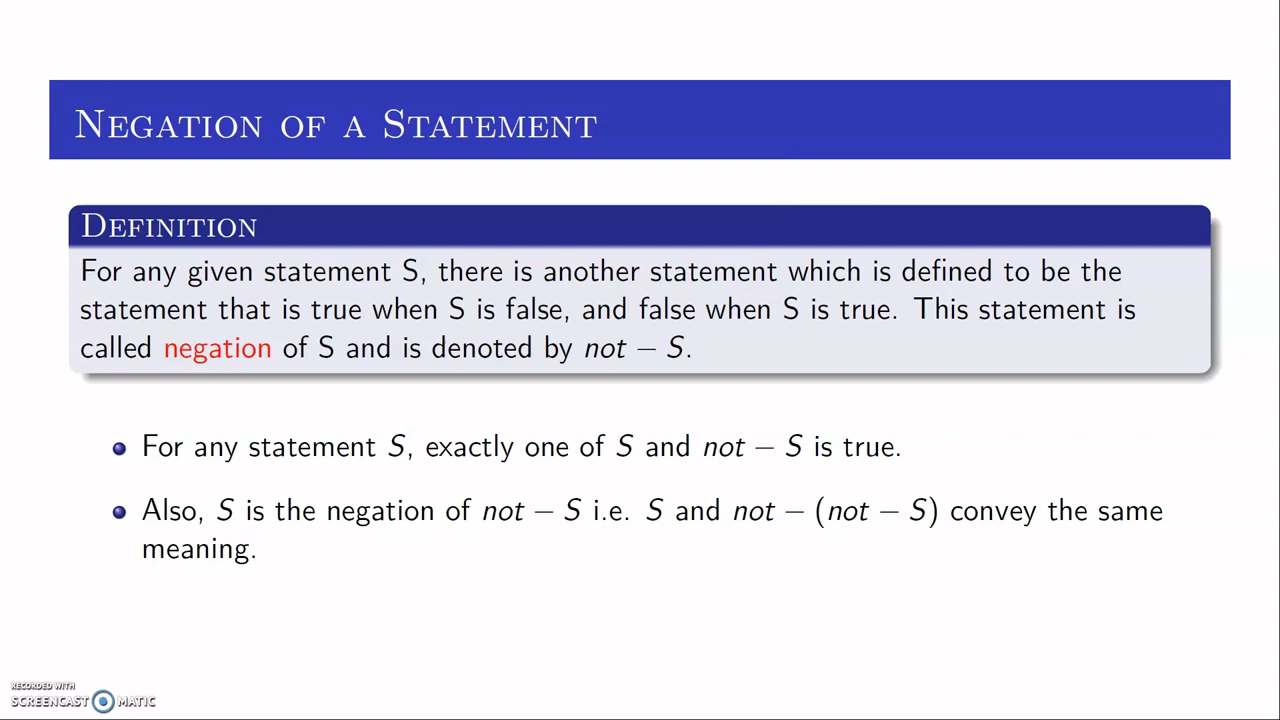 Negation of a Statement
Definition
For any given statement S, there is another statement which is defined to be the
statement that is true when S is false, and false when S is true. This statement is
called negation of S and is denoted by not − S.
For any statement S, exactly one of S and not − S is true.
Also, S is the negation of not − S i.e. S and not − (not − S) convey the same
meaning.
RECORDED WITH
SCREENCAST MATIC